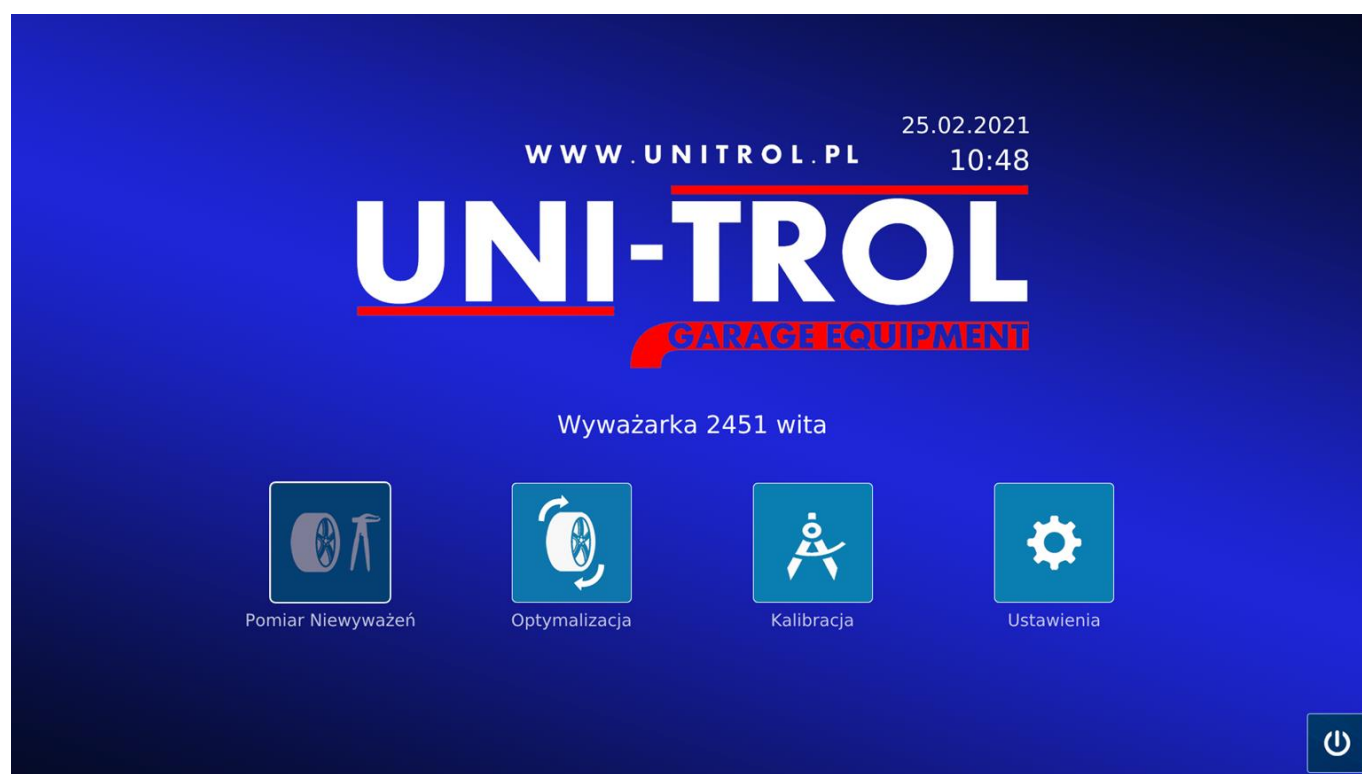 25.02.2021
WWW.UNITROL.PL
10:48
UNI-TROL
GARAGE EQUIPMENT
Wyważarka 2451 wita
Pomiar Niewyważeń
Optymalizacja
Kalibracja
Ustawienia